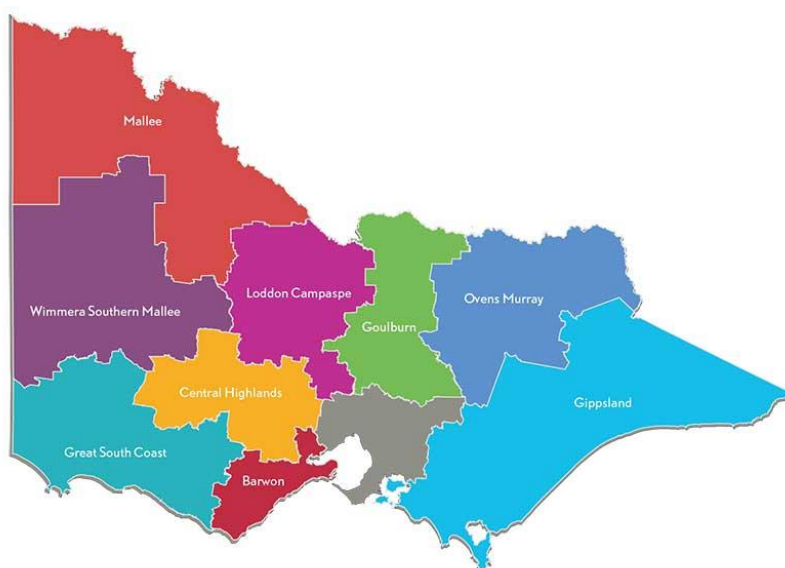 Mallee
Wimmera Southern Mallee
Loddon Campaspe
Goulburn
Ovens Murray
Central Highlands
Gippsland
Great South Coast
Barwon